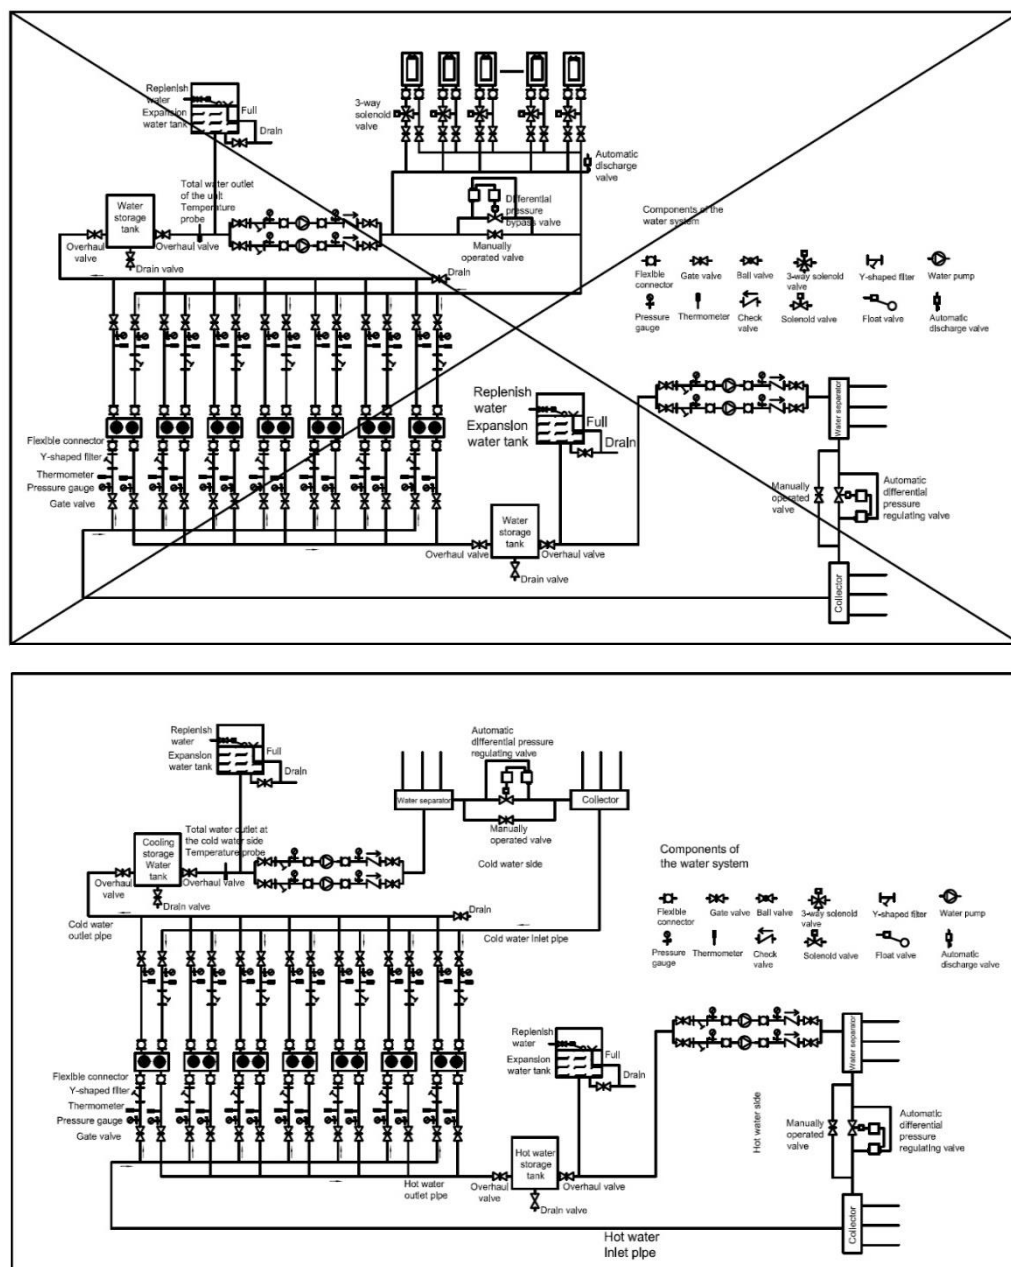 Replenish
water
Expansion
water tank
Full
Drain
3-way
solenoid
valve
Automatic
discharge
valve
Total water outlet
of the unit
Temperature
probe
Water
storage
tank
Overhaul
valve
Overhaul valve
Drain valve
Differential
pressure
bypass valve
Manually
operated valve
Drain
Components of the
water system
Flexible
connector
Gate valve
Ball valve
3-way solenoid
valve
Y-shaped filter
Water pump
Pressure
gauge
Thermometer
Check
valve
Solenoid valve
Float valve
Automatic
discharge valve
Replenish
water
Expansion
water tank
Full
Drain
Water separator
Flexible connector
Y-shaped filter
Thermometer
Pressure gauge
Gate valve
Manually
operated
valve
Automatic
differential
pressure
regulating valve
Water
storage
tank
Overhaul valve
Overhaul valve
Drain valve
Collector
Replenish
water
Expansion
water tank
Full
Drain
Automatic
differential pressure
regulating valve
Water separator
Collector
Manually
operated valve
Cold water side
Total water outlet at
the cold water side
Temperature probe
Cooling
storage
Water
tank
Overhaul
valve
Overhaul valve
Drain valve
Cold water
outlet pipe
Drain
Cold water inlet pipe
Components of
the water system
Flexible
connector
Gate valve
Ball valve
3-way solenoid
valve
Y-shaped filter
Water pump
Pressure
gauge
Thermometer
Check
valve
Solenoid valve
Float valve
Automatic
discharge valve
Replenish
water
Expansion
water tank
Full
Drain
Water separator
Flexible connector
Y-shaped filter
Thermometer
Pressure gauge
Gate valve
Hot water side
Manually
operated
valve
Automatic
differential
pressure
regulating valve
Hot water
outlet pipe
Hot water
storage
tank
Overhaul
valve
Overhaul valve
Drain valve
Collector
Hot water
Inlet pipe